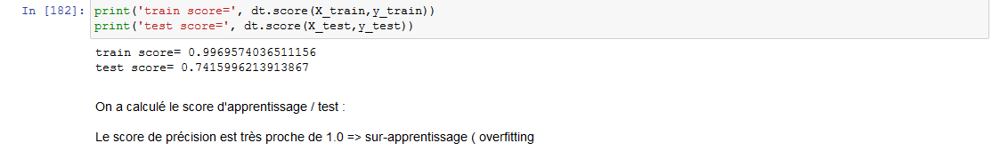 In [182]: print('train score=', dt.score(X_train,y_train))
print('test score=', dt.score(X_test,y_test))
train score= 0.9969574036511156
test score= 0.7415996213913867
On a calculé le score d'apprentissage / test :
Le score de précision est très proche de 1.0 => sur-apprentissage ( overfitting